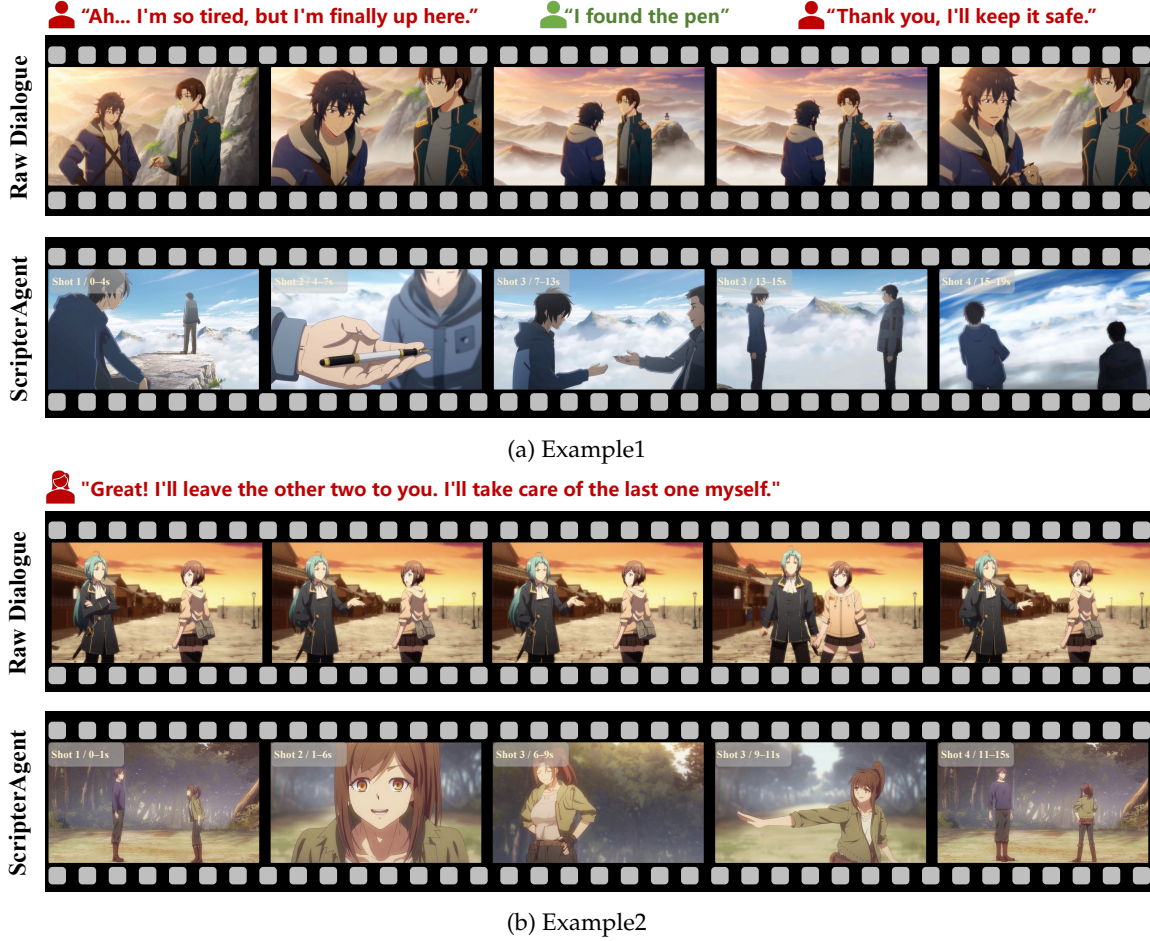 “Ah... I'm so tired, but I'm finally up here.” “I found the pen” “Thank you, I'll keep it safe.”
Raw Dialogue
ScripterAgent
Shot 1 / 0–4s Shot 2 / 4–7s Shot 3 / 7–13s Shot 3 / 13–15s Shot 4 / 15–19s
(a) Example1
"Great! I'll leave the other two to you. I'll take care of the last one myself."
Raw Dialogue
ScripterAgent
Shot 1 / 0–1s Shot 2 / 1–6s Shot 3 / 6–9s Shot 3 / 9–11s Shot 4 / 11–15s
(b) Example2